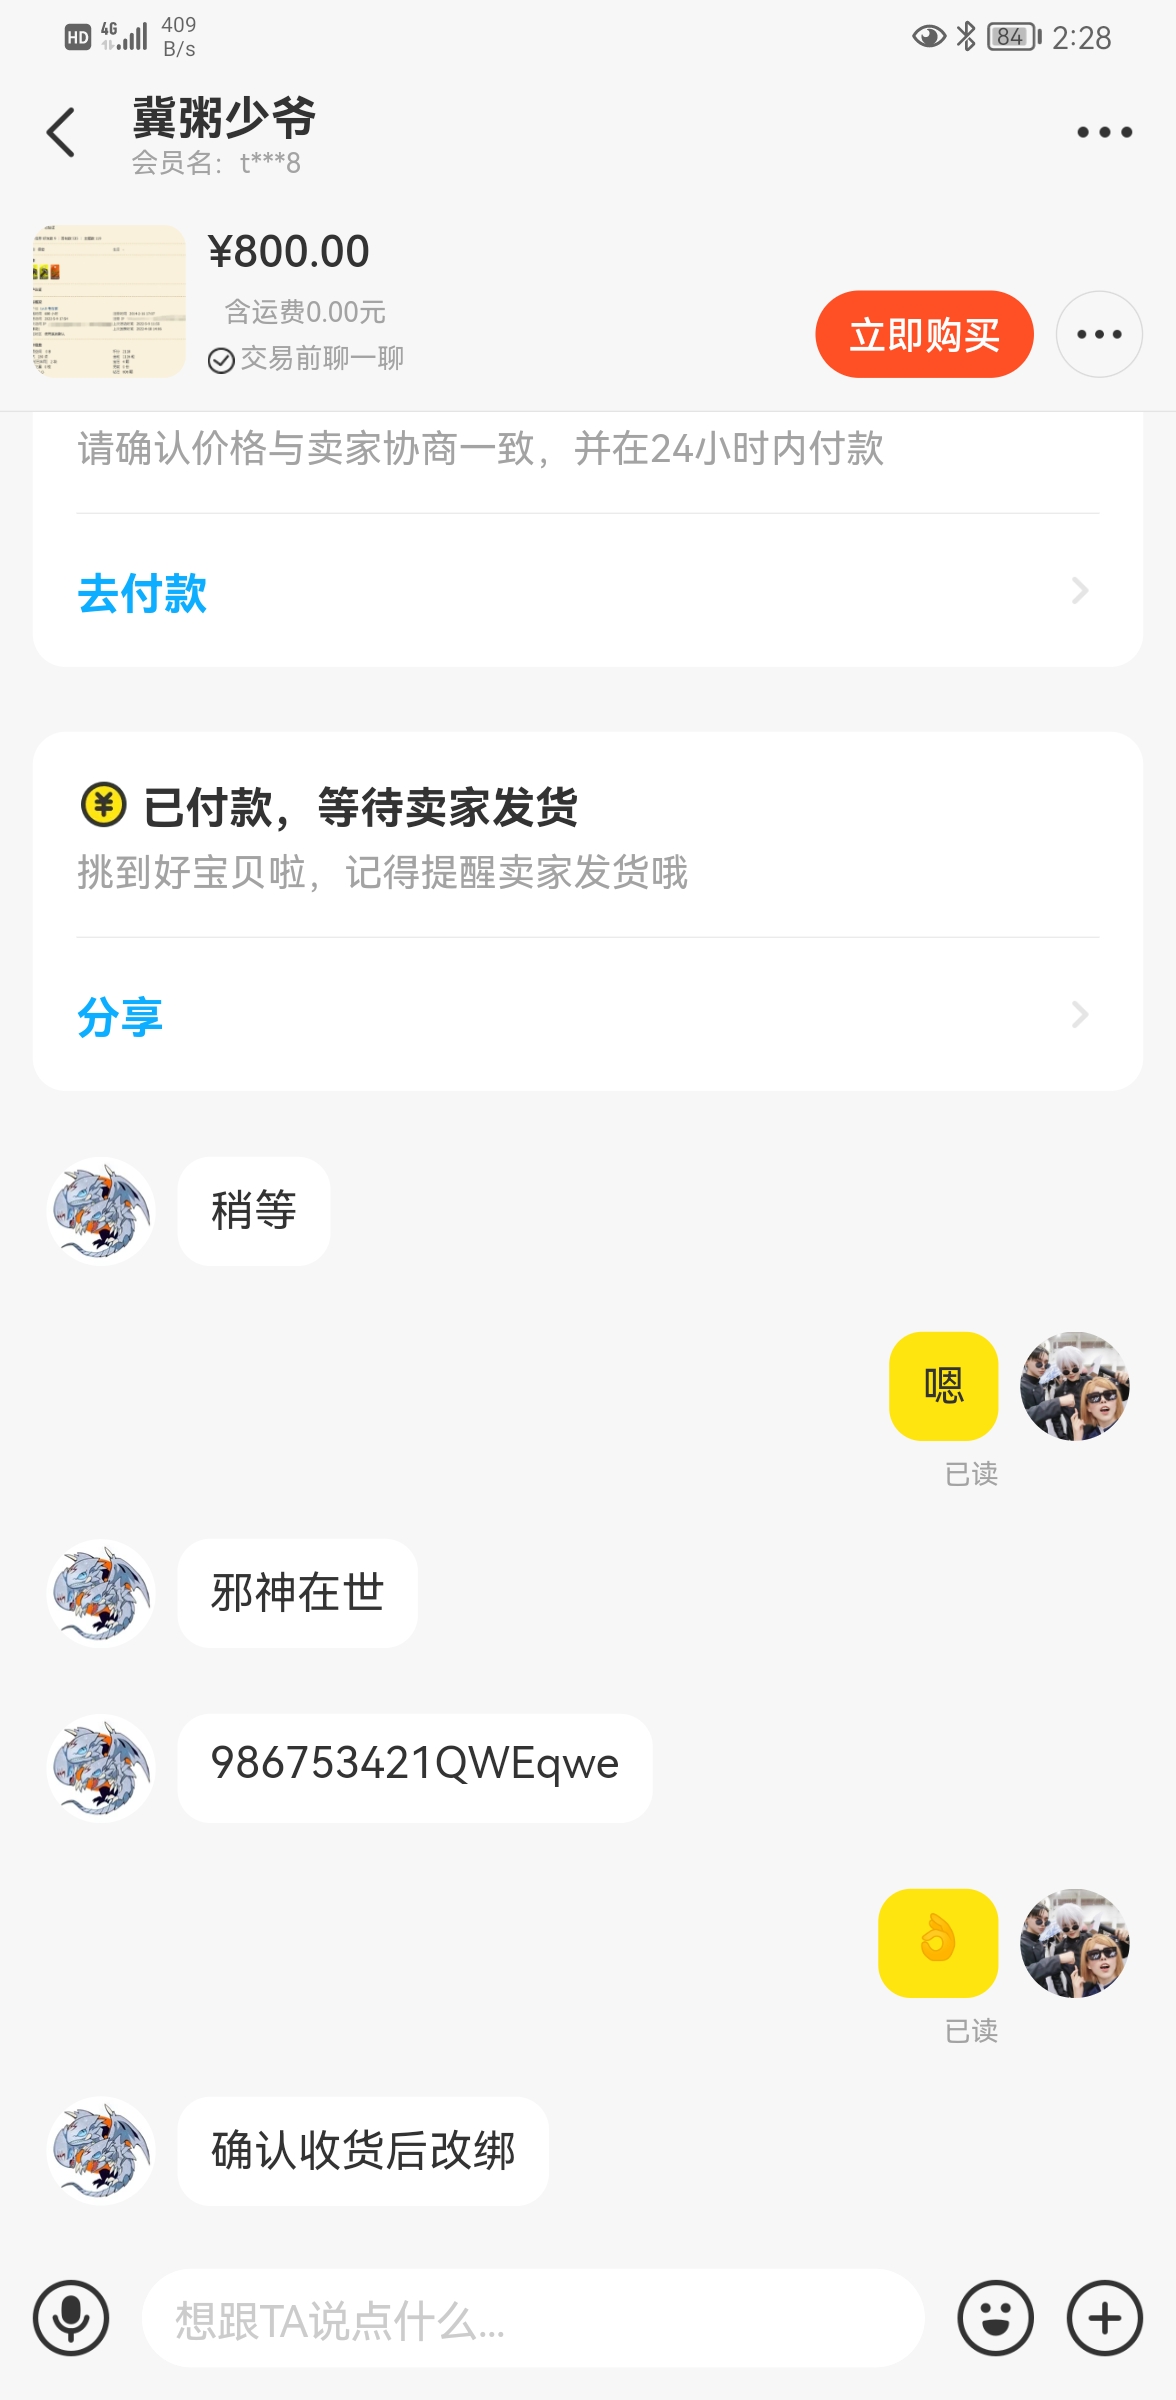 HD 4G 409 B/s 84 2:28
冀粥少爷
会员名：t***8
¥800.00
含运费0.00元
交易前聊一聊
立即购买
请确认价格与卖家协商一致，并在24小时内付款
去付款
已付款，等待卖家发货
挑到好宝贝啦，记得提醒卖家发货哦
分享
稍等
嗯
已读
邪神在世
986753421QWEqwe
已读
确认收货后改绑
想跟TA说点什么...